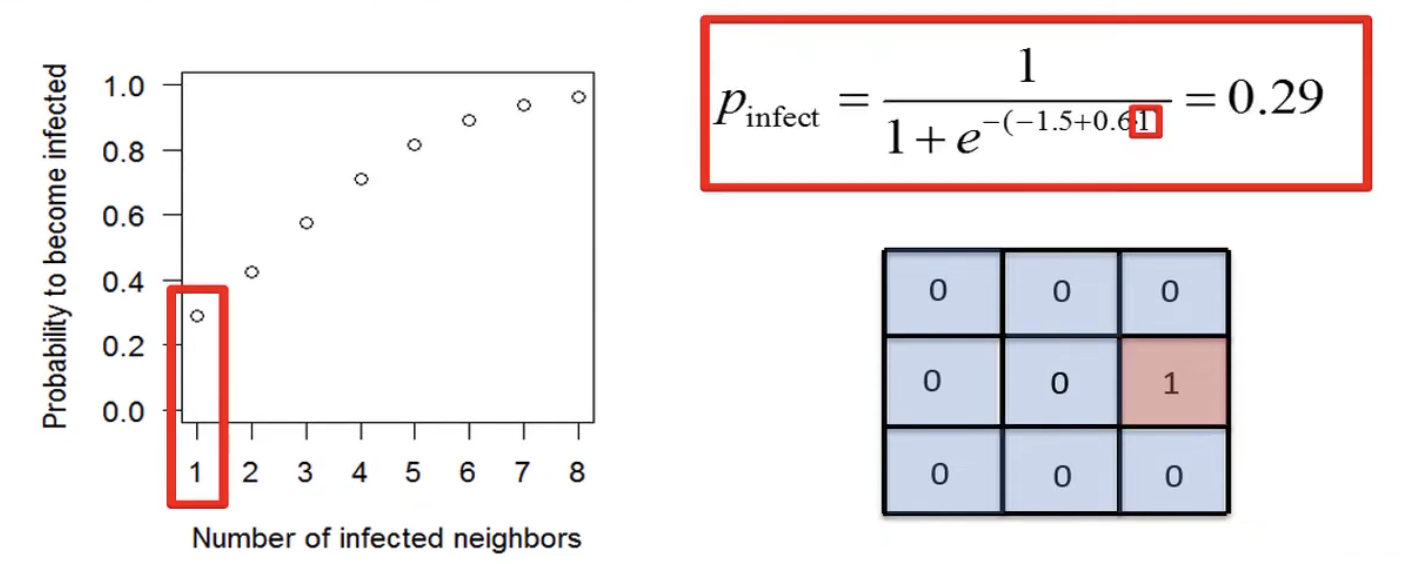 1.0
0.8
0.6
0.4
0.2
0.0
Probability to become infected
1 2 3 4 5 6 7 8
Number of infected neighbors
p_infect = 1 / (1 + e^−(−1.5+0.6·1)) = 0.29
0 0 0
0 0 1
0 0 0